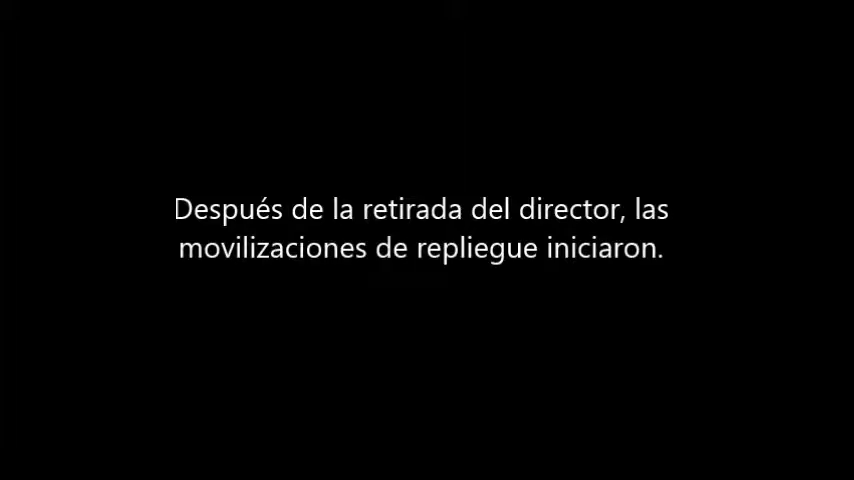 Después de la retirada del director, las
movilizaciones de repliegue iniciaron.